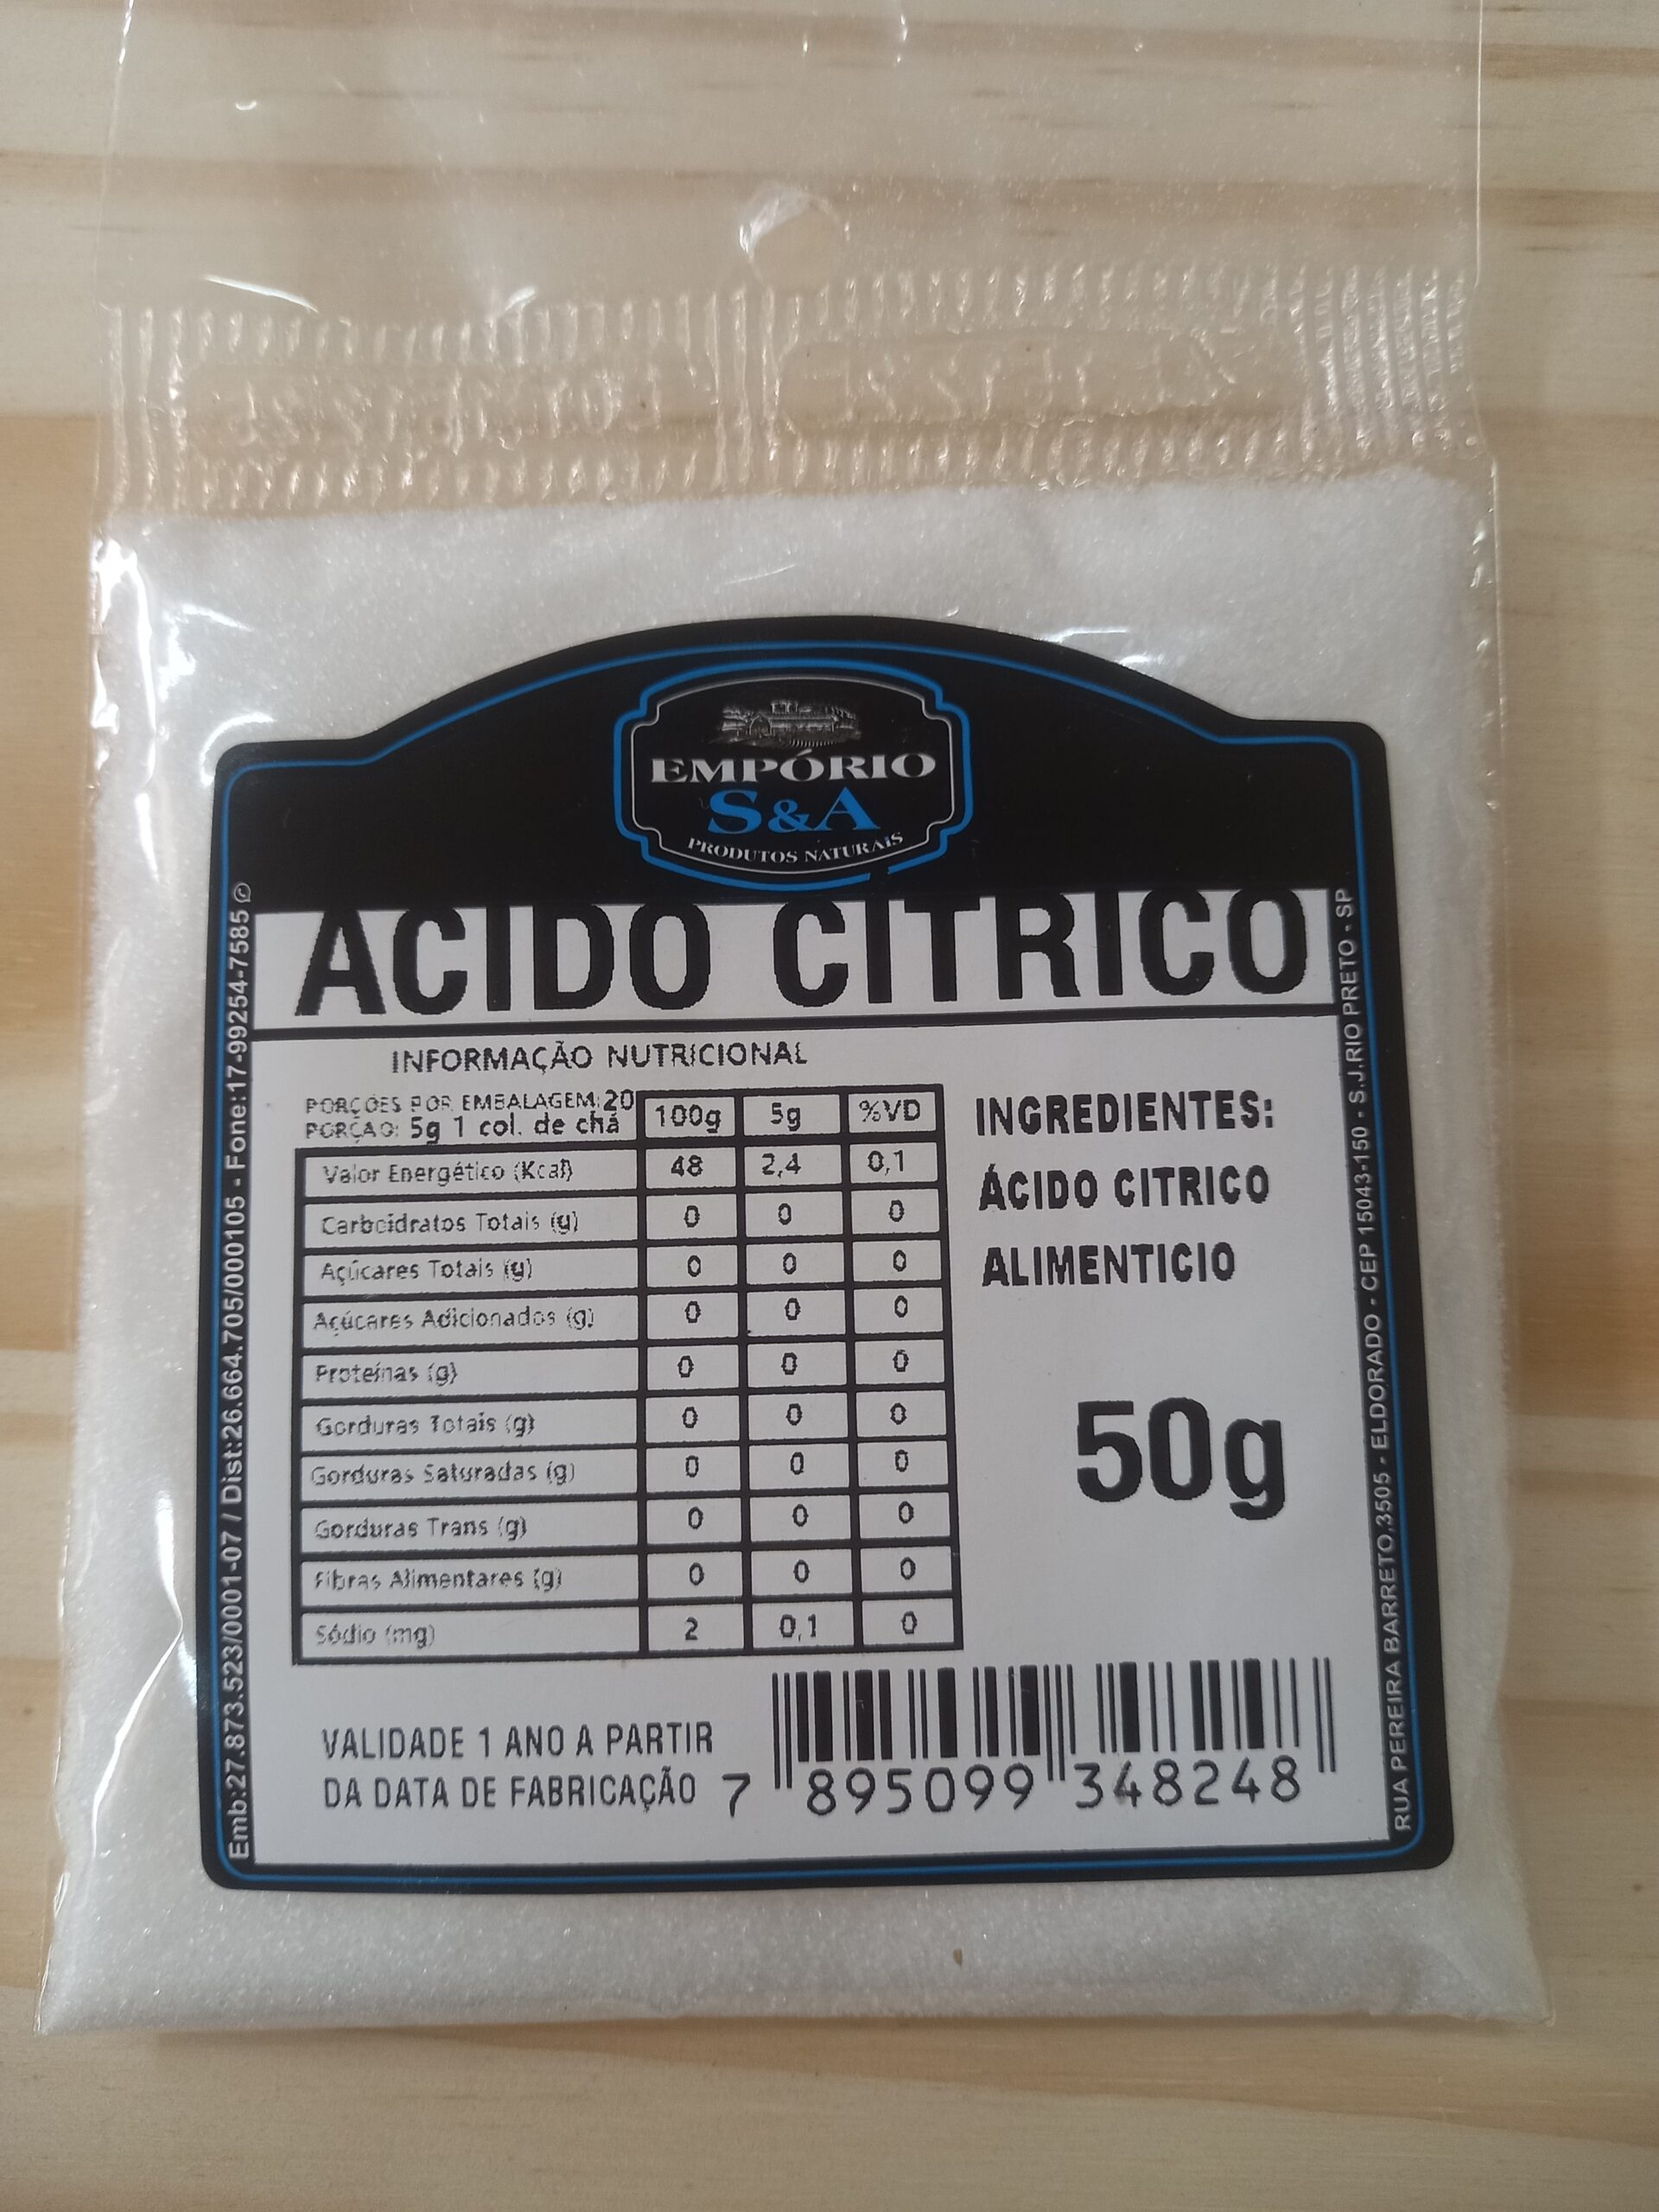 EMPÓRIO
S&A
PRODUTOS NATURAIS
ACIDO CITRICO
INFORMAÇÃO NUTRICIONAL
PORÇOES POR EMBALAGEM:20
PORÇAO: 5g 1 col. de chá
100g 5g %VD
Valor Energético (Kcal) 48 2,4 0,1
Carboidratos Totais (g) 0 0 0
Açúcares Totais (g) 0 0 0
Açúcares Adicionados (g) 0 0 0
Proteínas (g) 0 0 0
Gorduras Totais (g) 0 0 0
Gorduras Saturadas (g) 0 0 0
Gorduras Trans (g) 0 0 0
Fibras Alimentares (g) 0 0 0
Sódio (mg) 2 0,1 0
INGREDIENTES:
ÁCIDO CITRICO
ALIMENTICIO
50g
VALIDADE 1 ANO A PARTIR
DA DATA DE FABRICAÇÃO
7 895099 348248
Emb:27.873.523/0001-07 / Dist:26.664.705/000105 - Fone:17-99254-7585
RUA PEREIRA BARRETO,3505 - ELDORADO - CEP 15043-150 - S.J.RIO PRETO - SP